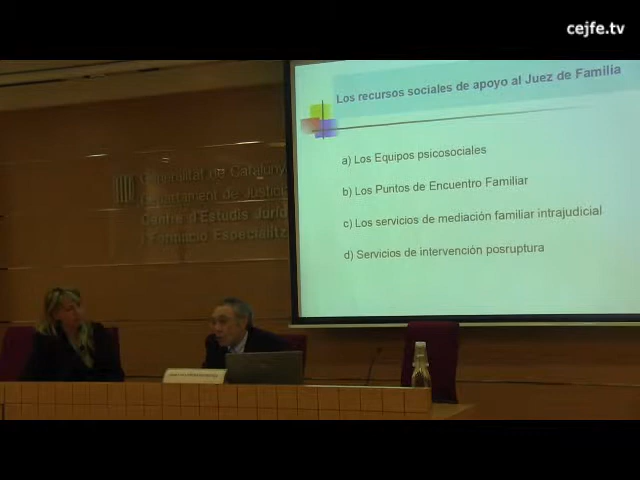 cejfe.tv
Los recursos sociales de apoyo al Juez de Familia
a) Los Equipos psicosociales
b) Los Puntos de Encuentro Familiar
c) Los servicios de mediación familiar intrajudicial
d) Servicios de intervención posruptura
Generalitat de Catalunya
Departament de Justícia
Centre d'Estudis Juríd
i Formació Especialitz